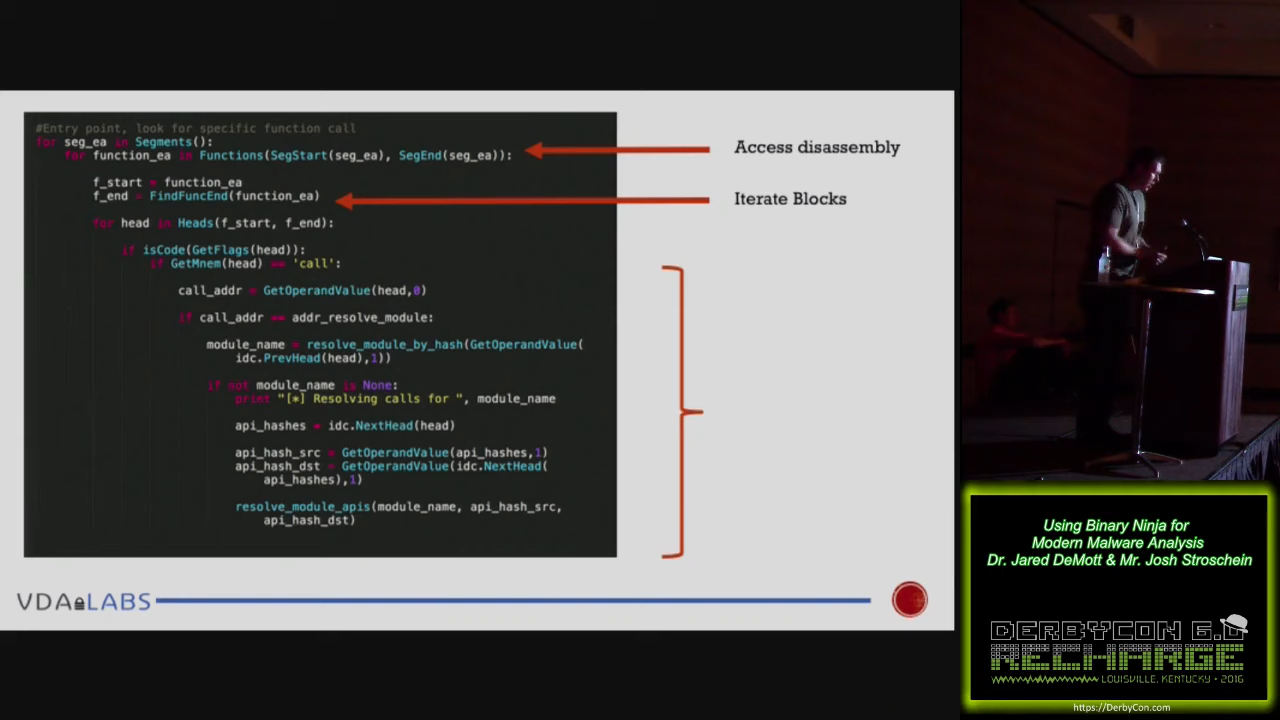 #Entry point, look for specific function call
for seg_ea in Segments():
for function_ea in Functions(SegStart(seg_ea), SegEnd(seg_ea)):
f_start = function_ea
f_end = FindFuncEnd(function_ea)
for head in Heads(f_start, f_end):
if isCode(GetFlags(head)):
if GetMnem(head) == 'call':
call_addr = GetOperandValue(head,0)
if call_addr == addr_resolve_module:
module_name = resolve_module_by_hash(GetOperandValue(
idc.PrevHead(head),1))
if not module_name is None:
print "[*] Resolving calls for ", module_name
api_hashes = idc.NextHead(head)
api_hash_src = GetOperandValue(api_hashes,1)
api_hash_dst = GetOperandValue(idc.NextHead(
api_hashes),1)
resolve_module_apis(module_name, api_hash_src,
api_hash_dst)
Access disassembly
Iterate Blocks
VDA LABS
Using Binary Ninja for
Modern Malware Analysis
Dr. Jared DeMott & Mr. Josh Stroschein
DERBYCON 6.0
RECHARGE
LOUISVILLE, KENTUCKY • 2016
https://DerbyCon.com